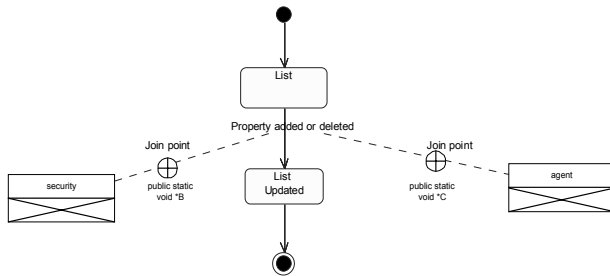 List
Property added or deleted
Join point
Join point
public static
void *B
public static
void *C
security
List
Updated
agent